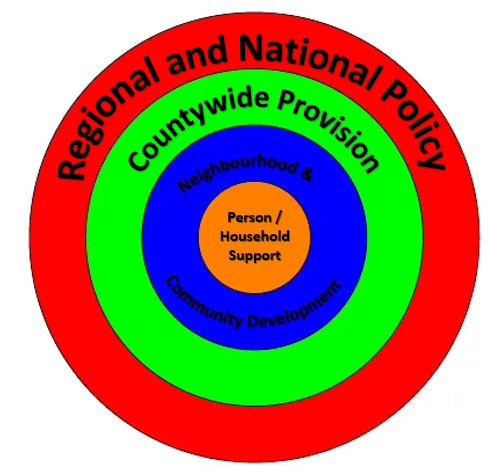 Regional and National Policy
Countywide Provision
Neighbourhood &
Person /
Household
Support
Community Development